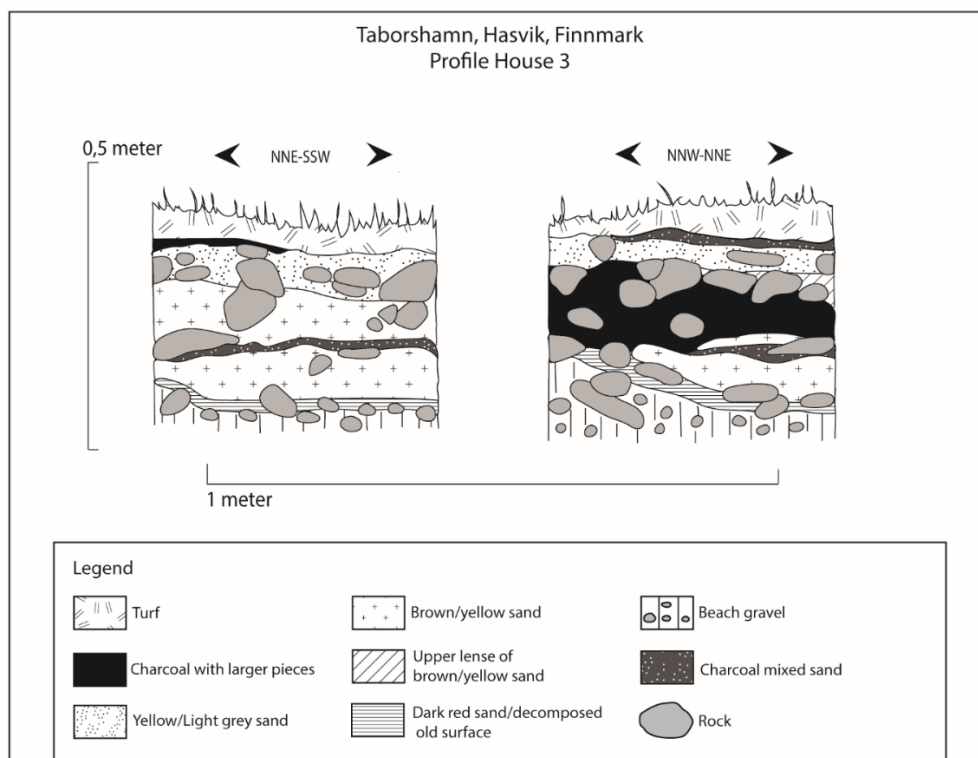 Taborshamn, Hasvik, Finnmark
Profile House 3
0,5 meter
NNE-SSW
NNW-NNE
1 meter
Legend
Turf
Brown/yellow sand
Beach gravel
Charcoal with larger pieces
Upper lense of
brown/yellow sand
Charcoal mixed sand
Yellow/Light grey sand
Dark red sand/decomposed
old surface
Rock